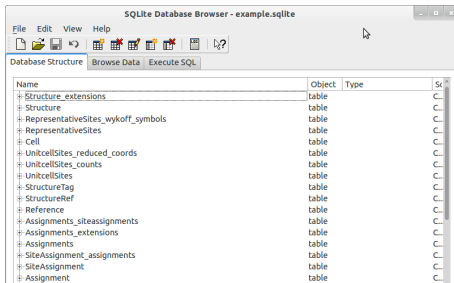 SQLite Database Browser - example.sqlite
File Edit View Help
Database Structure Browse Data Execute SQL
Name Object Type Sc
Structure_extensions table C...
Structure table C...
RepresentativeSites_wykoff_symbols table C...
RepresentativeSites table C...
Cell table C...
UnitcellSites_reduced_coords table C...
UnitcellSites_counts table C...
UnitcellSites table C...
StructureTag table C...
StructureRef table C...
Reference table C...
Assignments_siteassignments table C...
Assignments_extensions table C...
Assignments table C...
SiteAssignment_assignments table C...
SiteAssignment table C...
Assignment table C...